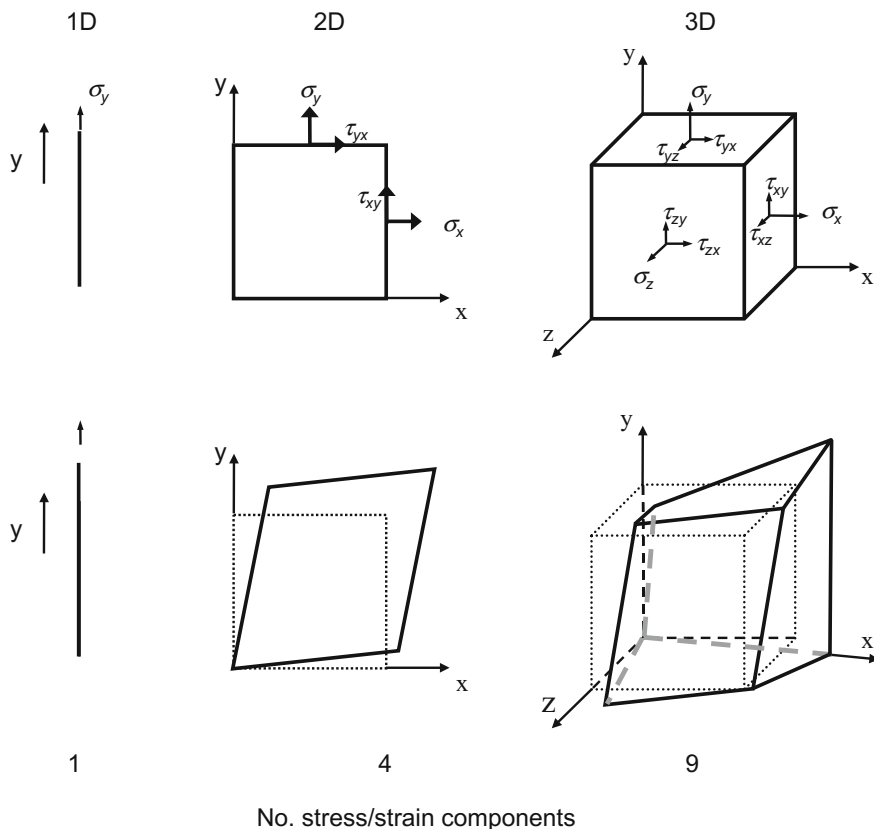 1D 2D 3D
σy
y
y
σy
τyx
τxy
σx
x
y
σy
τyz
τyx
τxy
σx
τxz
τzy
τzx
σz
x
z
y
y
x
y
x
z
1 4 9
No. stress/strain components